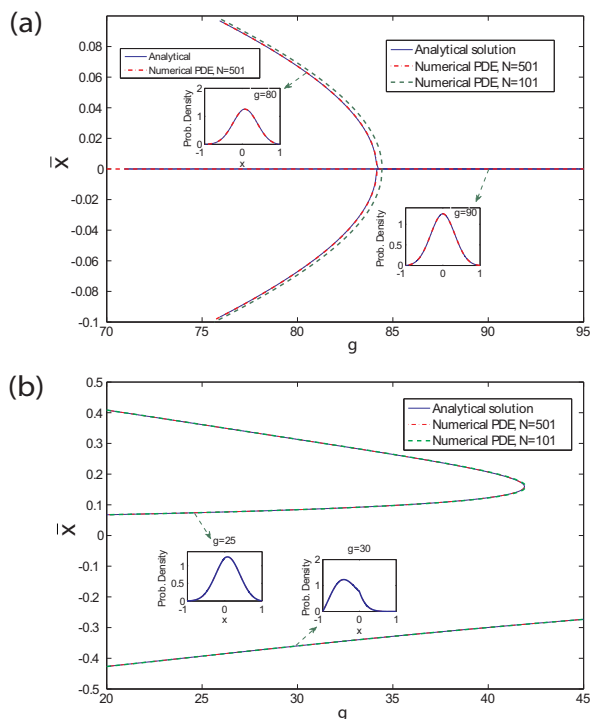 (a)
0.08
0.06
0.04
0.02
0
-0.02
-0.04
-0.06
-0.08
-0.1
x̅
70
75
80
85
90
95
g
Analytical
Numerical PDE, N=501
Analytical solution
Numerical PDE, N=501
Numerical PDE, N=101
g=80
Prob. Density
2
1
0
-1
0
1
x
g=90
Prob. Density
1
0.5
0
-1
0
1
(b)
0.5
0.4
0.3
0.2
0.1
0
-0.1
-0.2
-0.3
-0.4
-0.5
x̅
20
25
30
35
40
45
g
Analytical solution
Numerical PDE, N=501
Numerical PDE, N=101
g=25
Prob. Density
1
0.5
0
-1
0
1
x
g=30
Prob. Density
2
1
0
-1
0
1
x